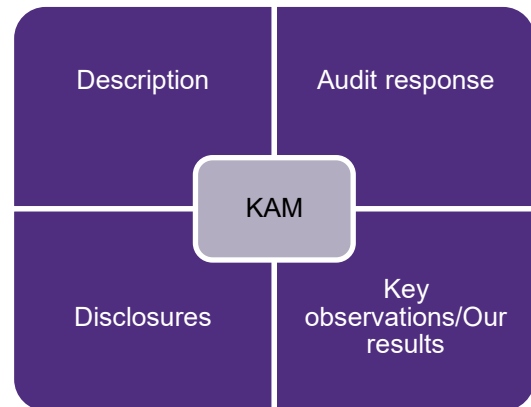 Description
Audit response
KAM
Disclosures
Key
observations/Our
results